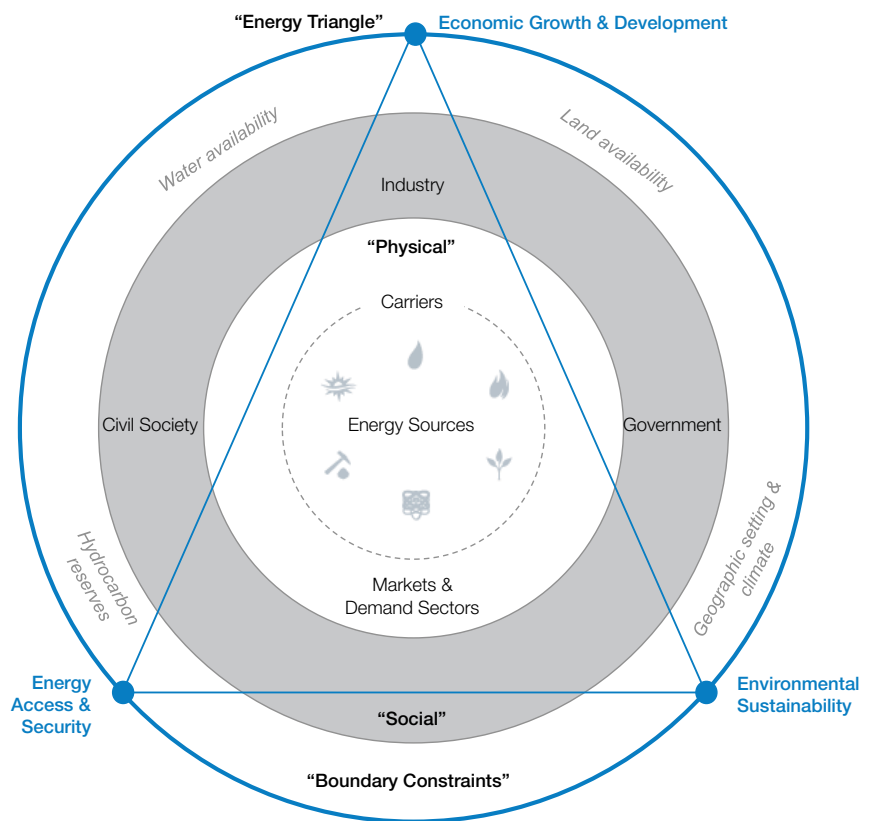 “Energy Triangle”
Economic Growth & Development
Water availability
Land availability
Industry
“Physical”
Carriers
Civil Society
Energy Sources
Government
Hydrocarbon
reserves
Geographic setting &
climate
Markets &
Demand Sectors
Energy
Access &
Security
Environmental
Sustainability
“Social”
“Boundary Constraints”